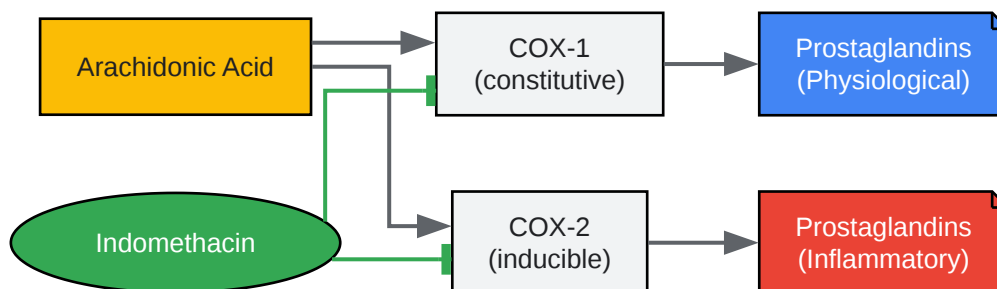 Arachidonic Acid
COX-1
(constitutive)
Prostaglandins
(Physiological)
Indomethacin
COX-2
(inducible)
Prostaglandins
(Inflammatory)